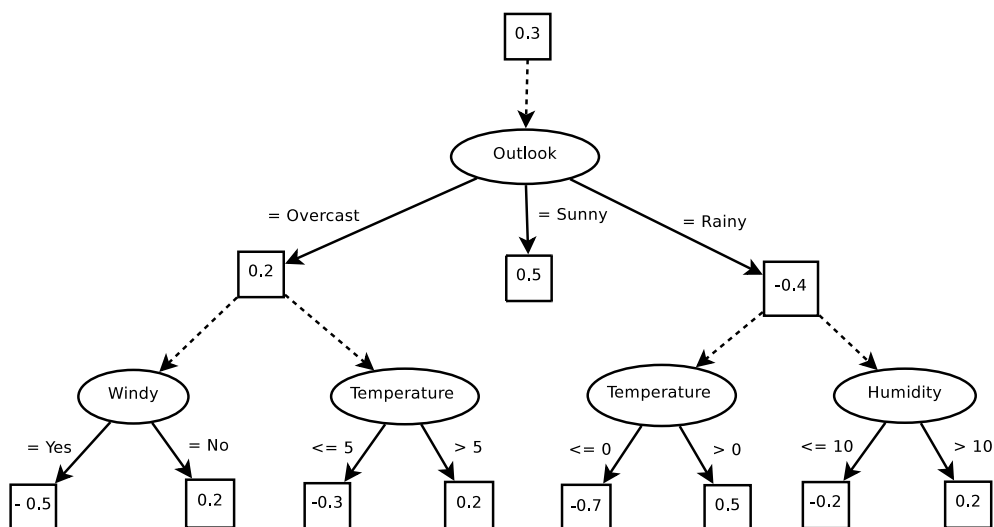 0.3
Outlook
= Overcast
= Sunny
= Rainy
0.2
0.5
-0.4
Windy
Temperature
Temperature
Humidity
= Yes
= No
<= 5
> 5
<= 0
> 0
<= 10
> 10
- 0.5
0.2
-0.3
0.2
-0.7
0.5
-0.2
0.2